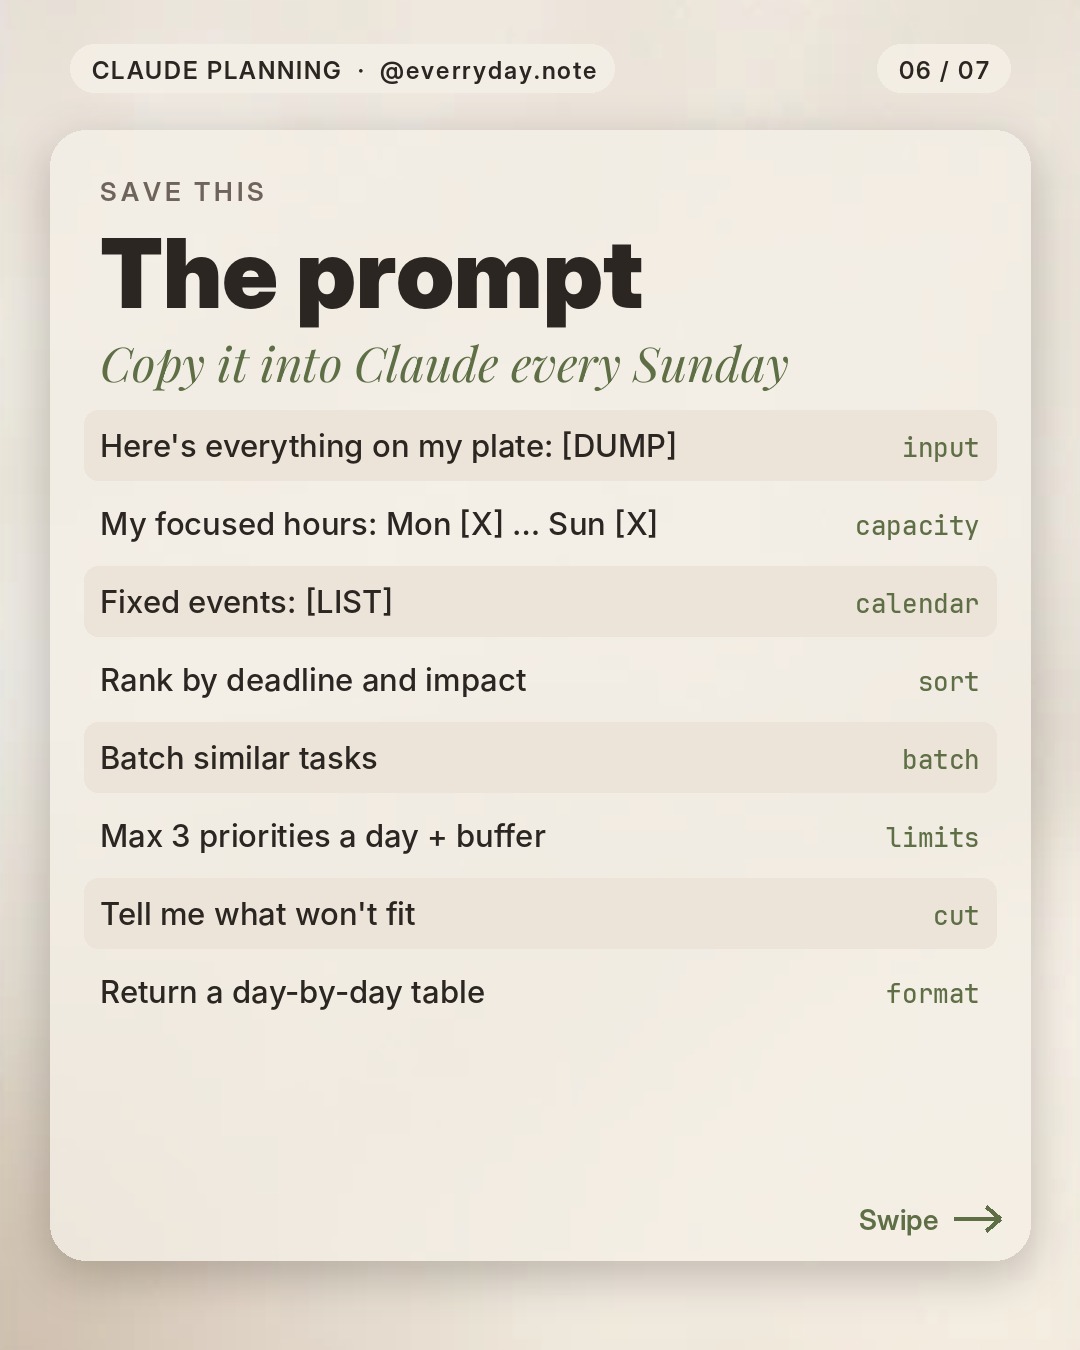 CLAUDE PLANNING · @everryday.note
06 / 07
SAVE THIS
The prompt
Copy it into Claude every Sunday
Here's everything on my plate: [DUMP] input
My focused hours: Mon [X] ... Sun [X] capacity
Fixed events: [LIST] calendar
Rank by deadline and impact sort
Batch similar tasks batch
Max 3 priorities a day + buffer limits
Tell me what won't fit cut
Return a day-by-day table format
Swipe →